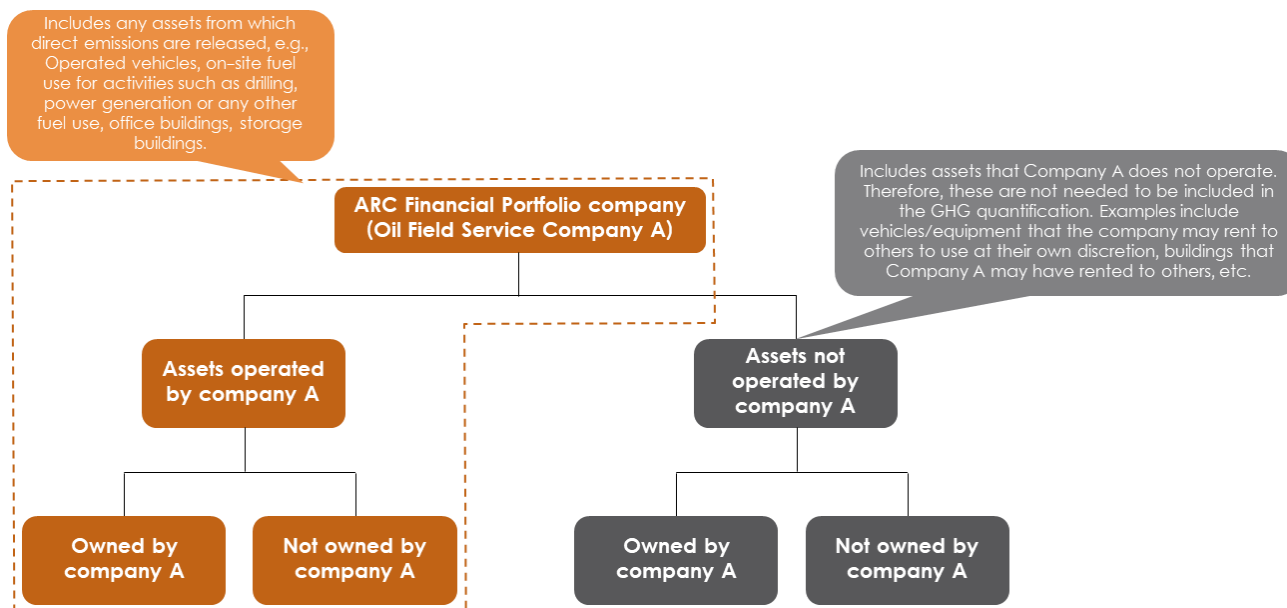 Includes any assets from which
direct emissions are released, e.g.,
Operated vehicles, on-site fuel
use for activities such as drilling,
power generation or any other
fuel use, office buildings, storage
buildings.
Includes assets that Company A does not operate.
Therefore, these are not needed to be included in
the GHG quantification. Examples include
vehicles/equipment that the company may rent to
others to use at their own discretion, buildings that
Company A may have rented to others, etc.
ARC Financial Portfolio company
(Oil Field Service Company A)
Assets operated
by company A
Assets not
operated by
company A
Owned by
company A
Not owned by
company A
Owned by
company A
Not owned by
company A